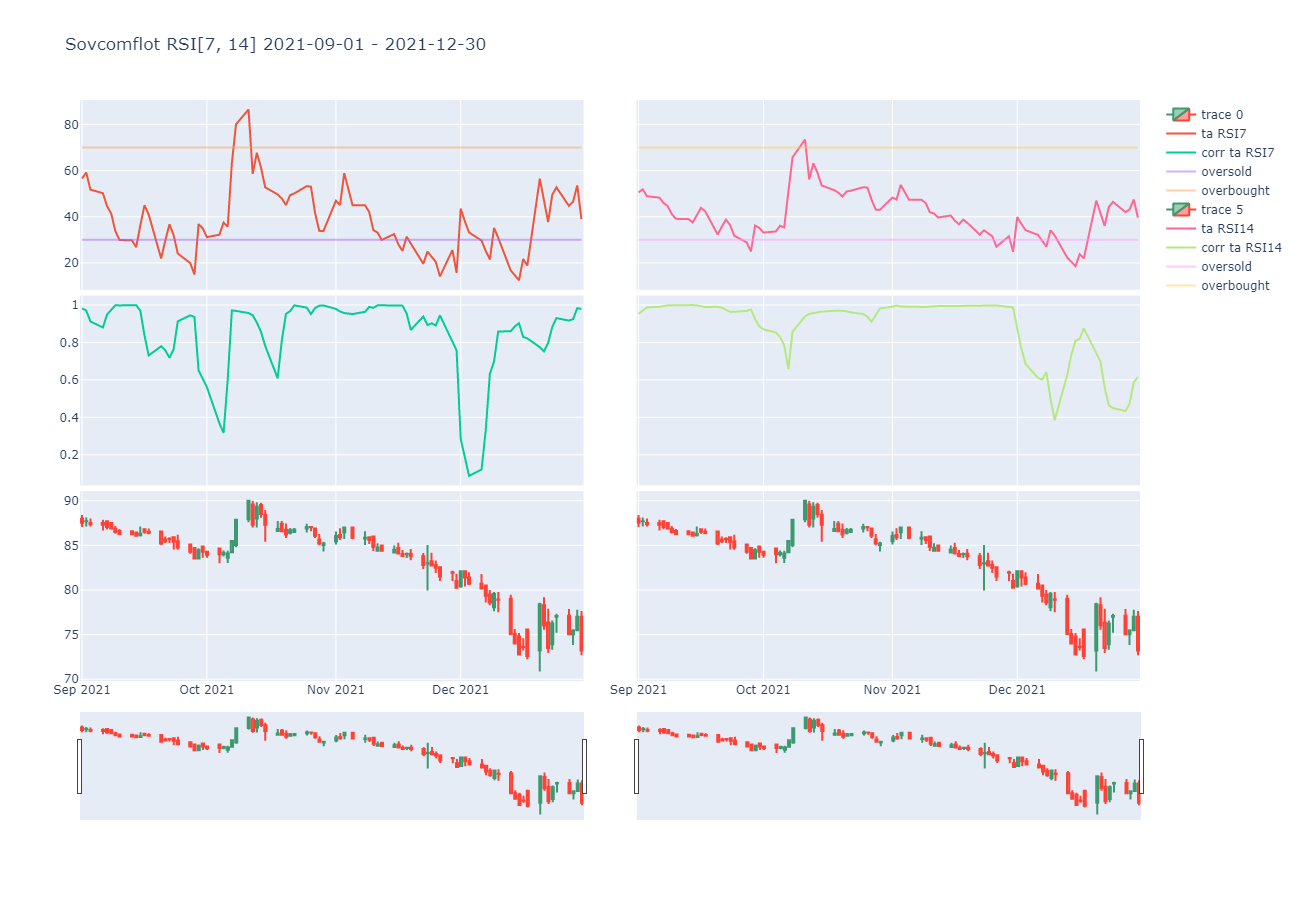 Sovcomflot RSI[7, 14] 2021-09-01 - 2021-12-30
80
60
40
20
1
0.8
0.6
0.4
0.2
90
85
80
75
70
Sep 2021 Oct 2021 Nov 2021 Dec 2021
Sep 2021 Oct 2021 Nov 2021 Dec 2021
trace 0
ta RSI7
corr ta RSI7
oversold
overbought
trace 5
ta RSI14
corr ta RSI14
oversold
overbought